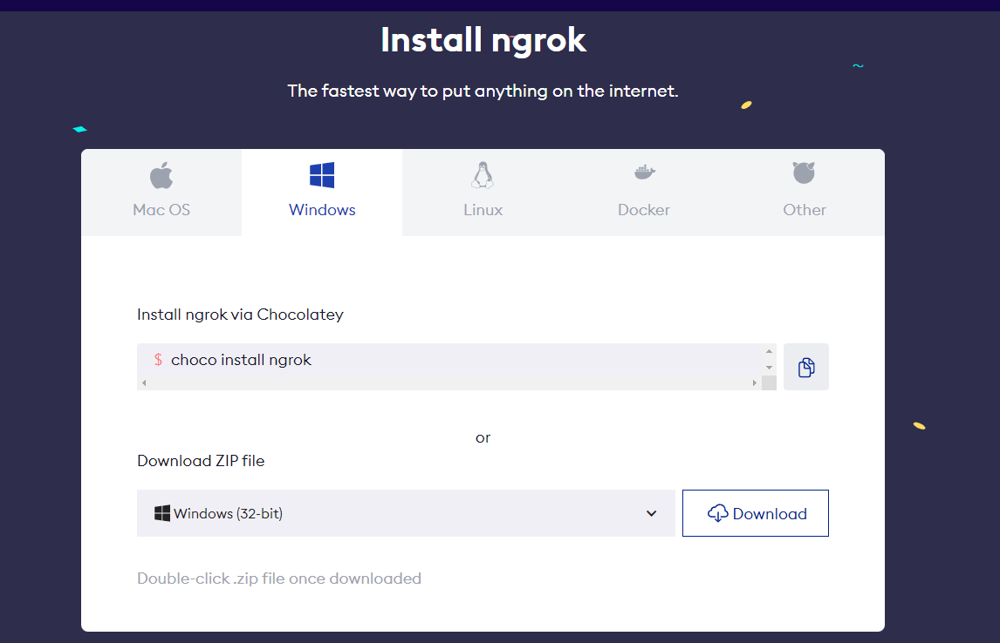 Install ngrok
The fastest way to put anything on the internet.
Mac OS
Windows
Linux
Docker
Other
Install ngrok via Chocolatey
$ choco install ngrok
or
Download ZIP file
Windows (32-bit)
Download
Double-click .zip file once downloaded